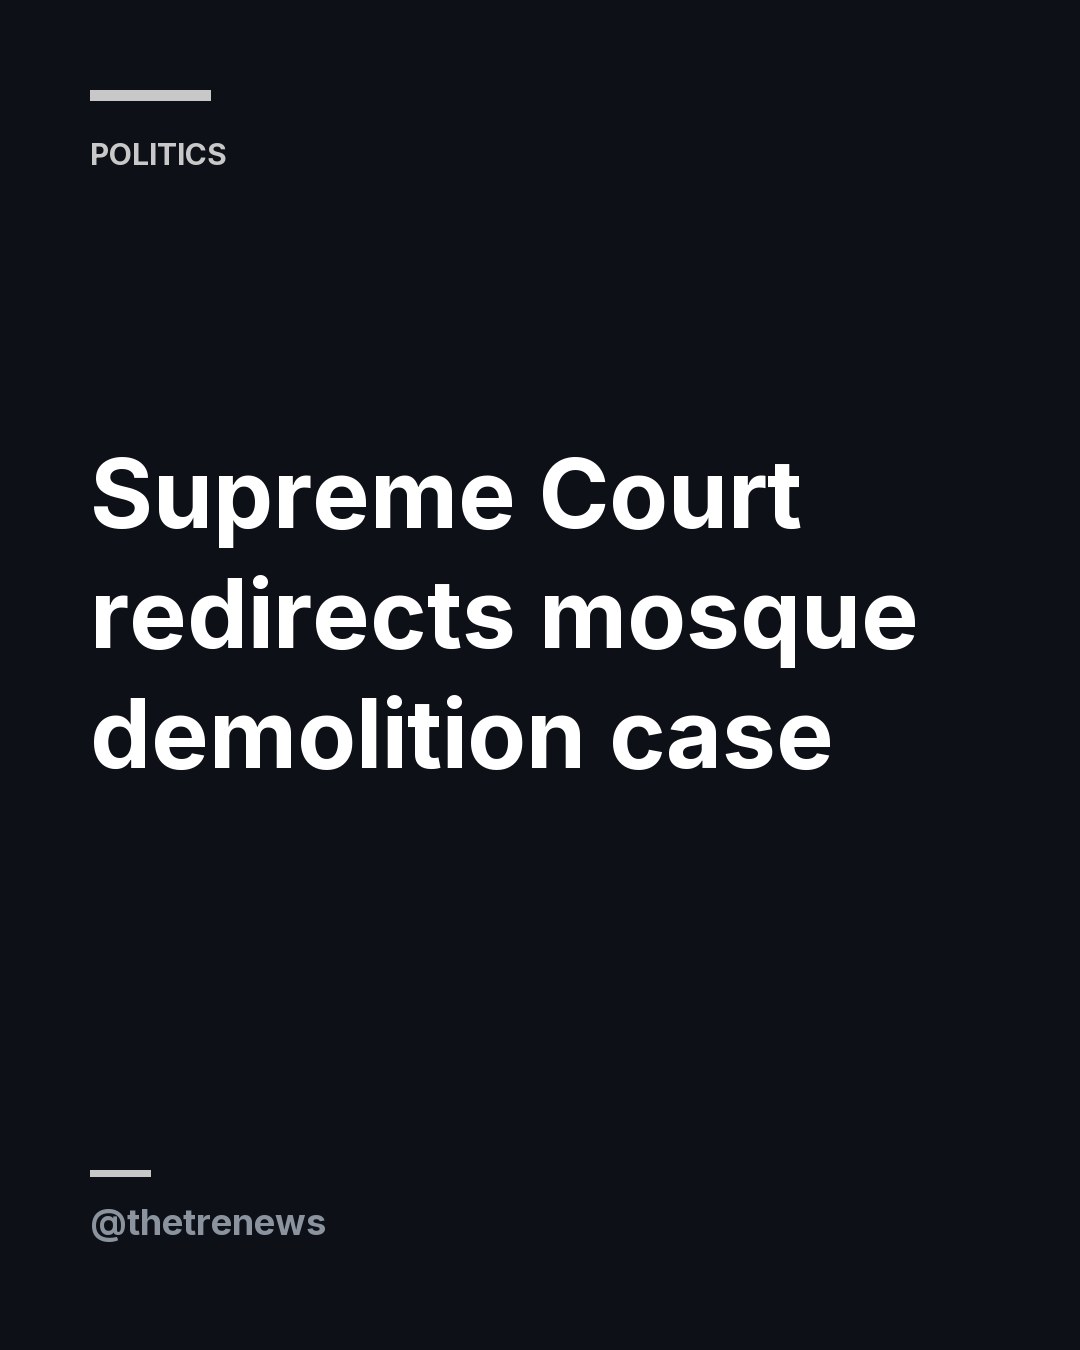 POLITICS
Supreme Court
redirects mosque
demolition case
@thetrenews